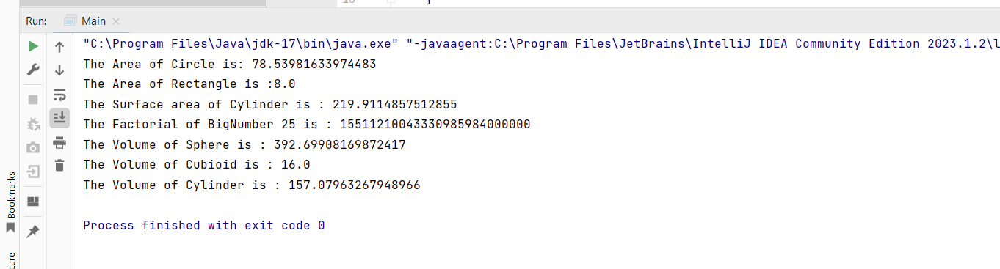 Run: Main
"C:\Program Files\Java\jdk-17\bin\java.exe" "-javaagent:C:\Program Files\JetBrains\IntelliJ IDEA Community Edition 2023.1.2\l
The Area of Circle is: 78.53981633974483
The Area of Rectangle is :8.0
The Surface area of Cylinder is : 219.9114857512855
The Factorial of BigNumber 25 is : 15511210043330985984000000
The Volume of Sphere is : 392.69908169872417
The Volume of Cubioid is : 16.0
The Volume of Cylinder is : 157.07963267948966
Process finished with exit code 0
Bookmarks